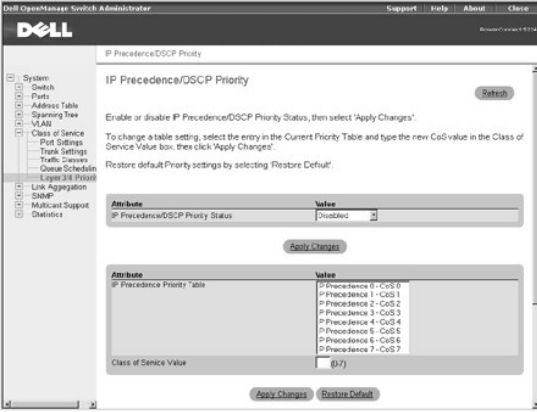 Dell OpenManage Switch Administrator
Support Help About Close
DELL
PowerConnect 5224
IP Precedence/DSCP Priority
System
Switch
Ports
Address Table
Spanning Tree
VLAN
Class of Service
Port Settings
Trunk Settings
Traffic Classes
Queue Schedulin
Layer 3/4 Priorit
Link Aggregation
SNMP
Multicast Support
Statistics
IP Precedence/DSCP Priority
Refresh
Enable or disable IP Precedence/DSCP Priority Status, then select 'Apply Changes'.
To change a table setting, select the entry in the Current Priority Table and type the new CoS value in the Class of
Service Value box, then click 'Apply Changes'.
Restore default Priority settings by selecting 'Restore Default'.
Attribute Value
IP Precedence/DSCP Priority Status Disabled
Apply Changes
Attribute Value
IP Precedence Priority Table
IP Precedence 0 - CoS 0
IP Precedence 1 - CoS 1
IP Precedence 2 - CoS 2
IP Precedence 3 - CoS 3
IP Precedence 4 - CoS 4
IP Precedence 5 - CoS 5
IP Precedence 6 - CoS 6
IP Precedence 7 - CoS 7
Class of Service Value (0-7)
Apply Changes Restore Default